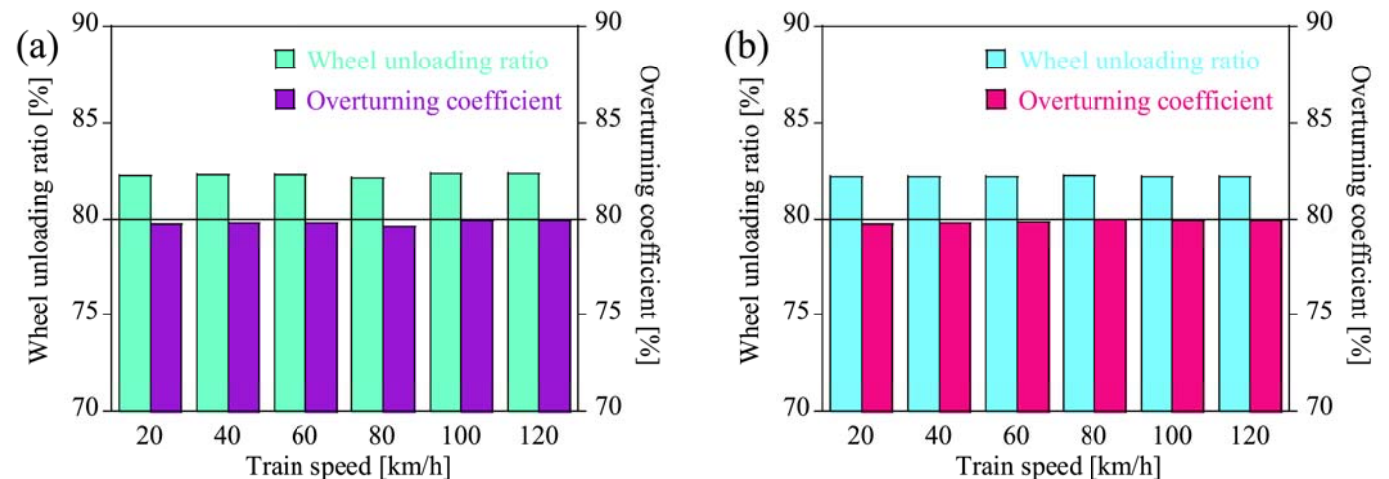 (a)
Wheel unloading ratio [%]
90
85
80
75
70
Wheel unloading ratio
Overturning coefficient
90
85
80
75
70
Overturning coefficient [%]
20 40 60 80 100 120
Train speed [km/h]
(b)
Wheel unloading ratio [%]
90
85
80
75
70
Wheel unloading ratio
Overturning coefficient
90
85
80
75
70
Overturning coefficient [%]
20 40 60 80 100 120
Train speed [km/h]